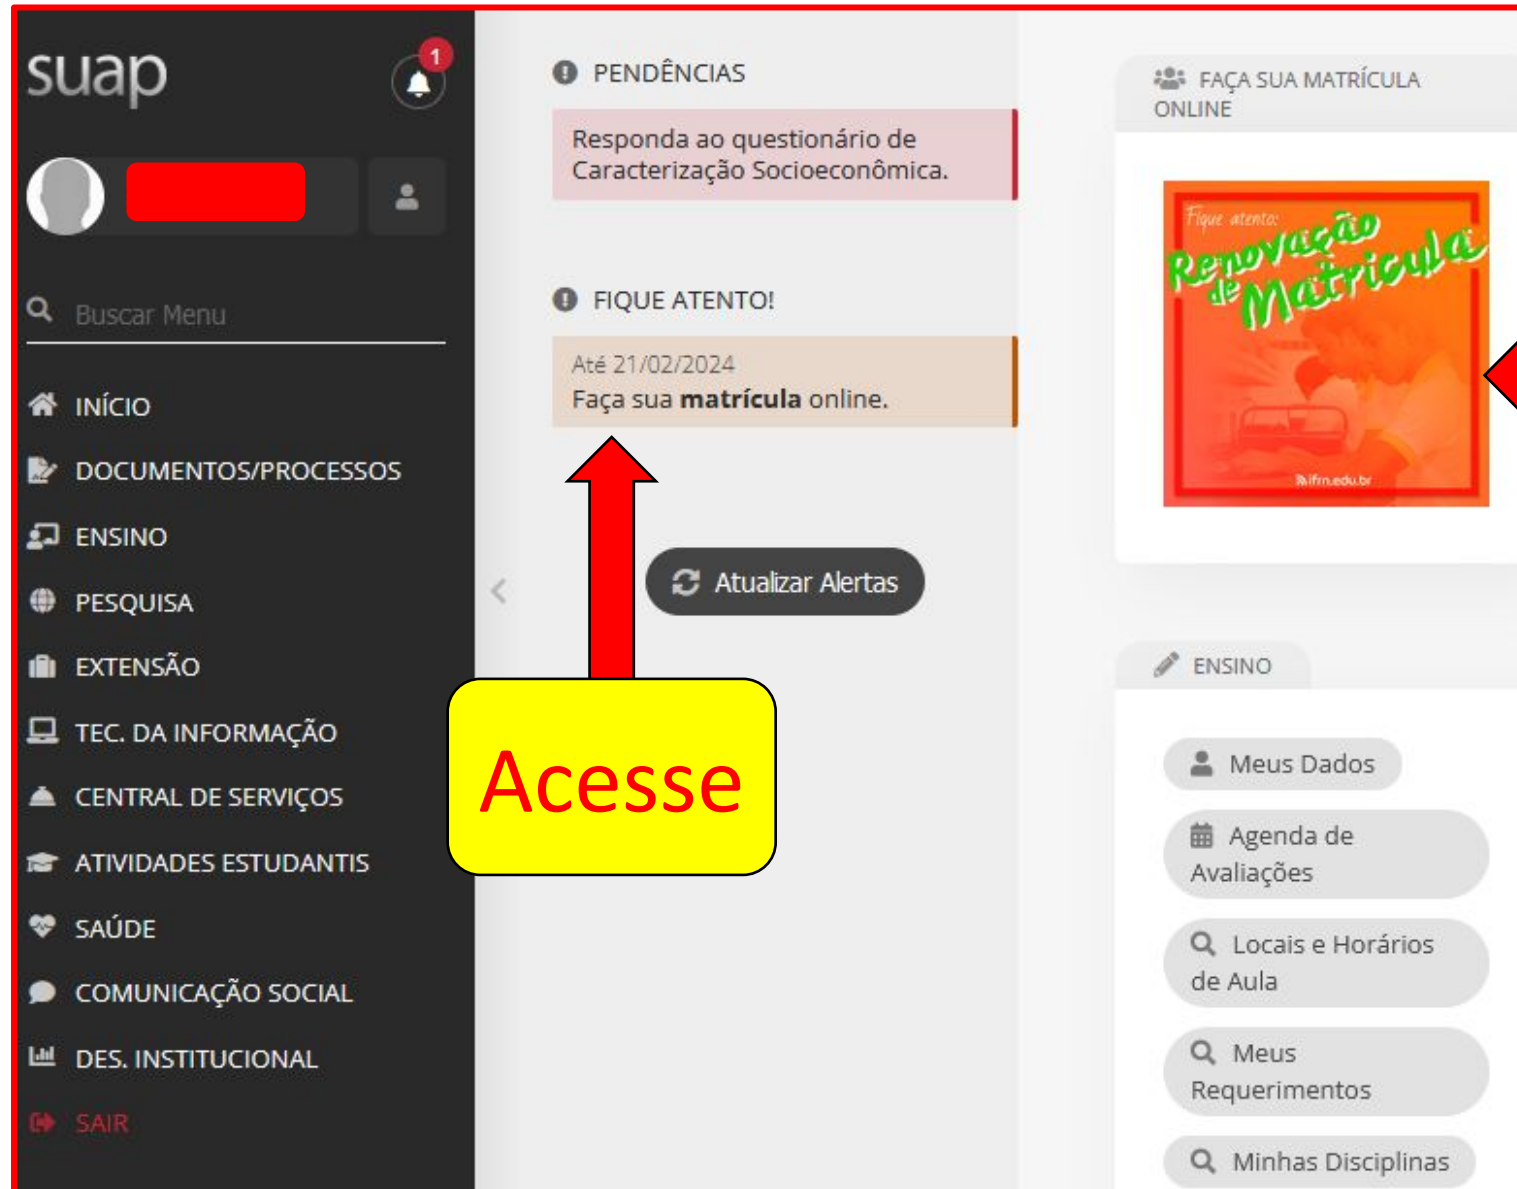 suap
1
Buscar Menu
INÍCIO
DOCUMENTOS/PROCESSOS
ENSINO
PESQUISA
EXTENSÃO
TEC. DA INFORMAÇÃO
CENTRAL DE SERVIÇOS
ATIVIDADES ESTUDANTIS
SAÚDE
COMUNICAÇÃO SOCIAL
DES. INSTITUCIONAL
SAIR
PENDÊNCIAS
Responda ao questionário de
Caracterização Socioeconômica.
FIQUE ATENTO!
Até 21/02/2024
Faça sua matrícula online.
Atualizar Alertas
Acesse
FAÇA SUA MATRÍCULA
ONLINE
Fique atento:
Renovação
de Matrícula
ifrn.edu.br
ENSINO
Meus Dados
Agenda de
Avaliações
Locais e Horários
de Aula
Meus
Requerimentos
Minhas Disciplinas